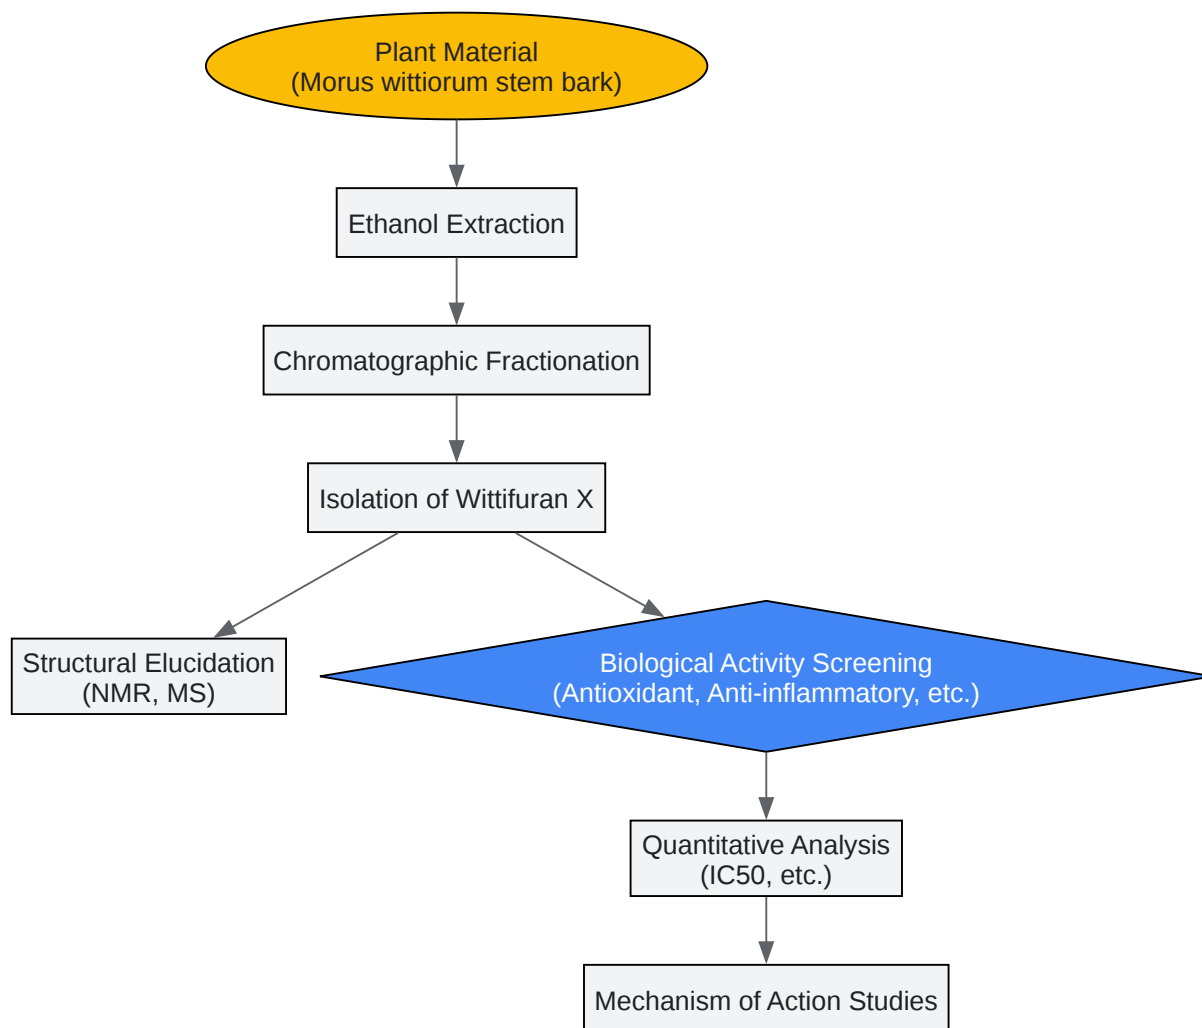 Plant Material
(Morus wittiorum stem bark)
Ethanol Extraction
Chromatographic Fractionation
Isolation of Wittifuran X
Structural Elucidation
(NMR, MS)
Biological Activity Screening
(Antioxidant, Anti-inflammatory, etc.)
Quantitative Analysis
(IC50, etc.)
Mechanism of Action Studies